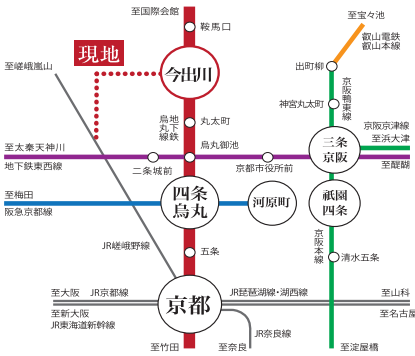 至国際会館
鞍馬口
至宝ヶ池
叡山電鉄
叡山本線
現地
今出川
出町柳
至嵯峨嵐山
京阪鴨東線
神宮丸太町
烏丸線
地下鉄
丸太町
京阪京津線
至浜大津
三条
京阪
至太秦天神川
地下鉄東西線
烏丸御池
二条城前
京都市役所前
至醍醐
至梅田
阪急京都線
四条
烏丸
河原町
祇園
四条
JR嵯峨野線
五条
京阪本線
清水五条
至大阪 JR京都線
京都
JR琵琶湖線・湖西線
至山科
至新大阪
JR東海道新幹線
至名古屋
JR奈良線
至竹田
至奈良
至淀屋橋